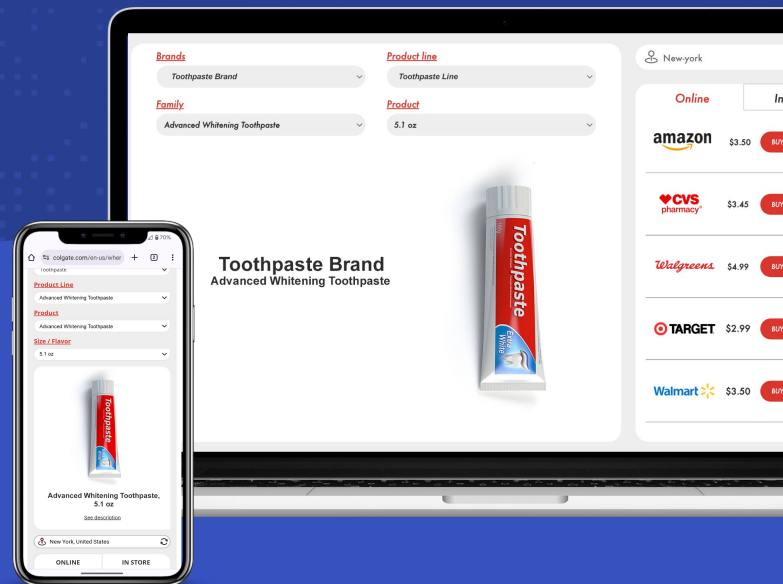 Brands
Toothpaste Brand
Product line
Toothpaste Line
Family
Advanced Whitening Toothpaste
Product
5.1 oz
Toothpaste Brand
Advanced Whitening Toothpaste
Toothpaste
Extra
White
New-york
Online
In
amazon
$3.50
BUY
CVS
pharmacy
$3.45
BUY
Walgreens
$4.99
BUY
TARGET
$2.99
BUY
Walmart
$3.50
BUY
70%
colgate.com/en-us/wher
Toothpaste
Product Line
Advanced Whitening Toothpaste
Product
Advanced Whitening Toothpaste
Size / Flavor
5.1 oz
Toothpaste
Advanced Whitening Toothpaste,
5.1 oz
See description
New York, United States
ONLINE
IN STORE